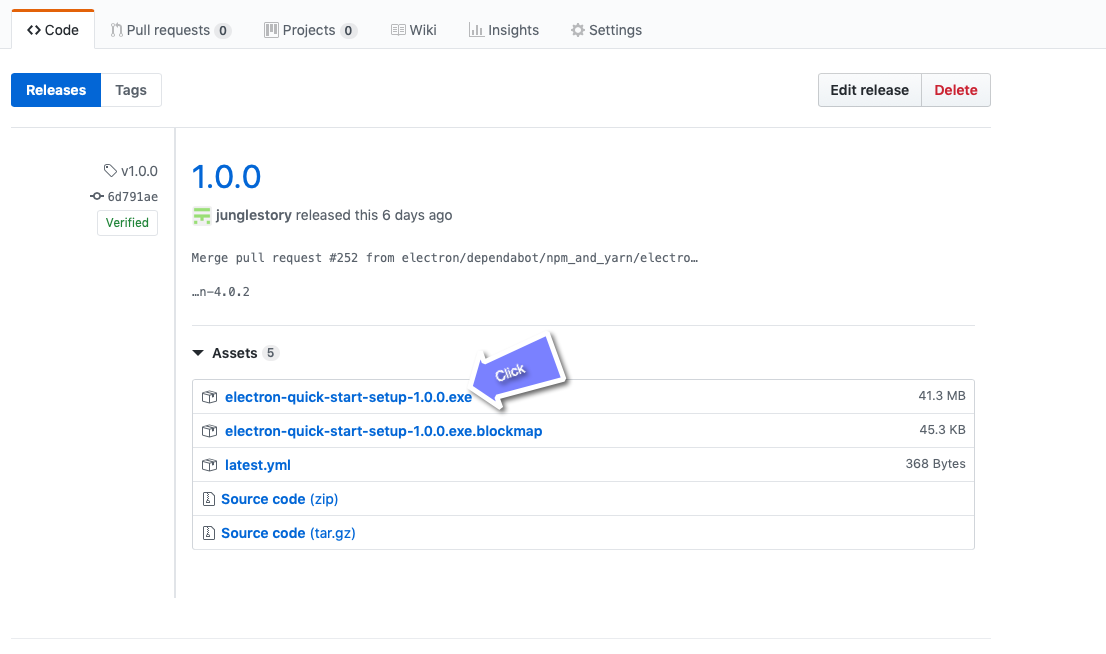 Code Pull requests 0 Projects 0 Wiki Insights Settings
Releases Tags Edit release Delete
v1.0.0
6d791ae
Verified
1.0.0
junglestory released this 6 days ago
Merge pull request #252 from electron/dependabot/npm_and_yarn/electro…
…n-4.0.2
Assets 5
Click
electron-quick-start-setup-1.0.0.exe 41.3 MB
electron-quick-start-setup-1.0.0.exe.blockmap 45.3 KB
latest.yml 368 Bytes
Source code (zip)
Source code (tar.gz)